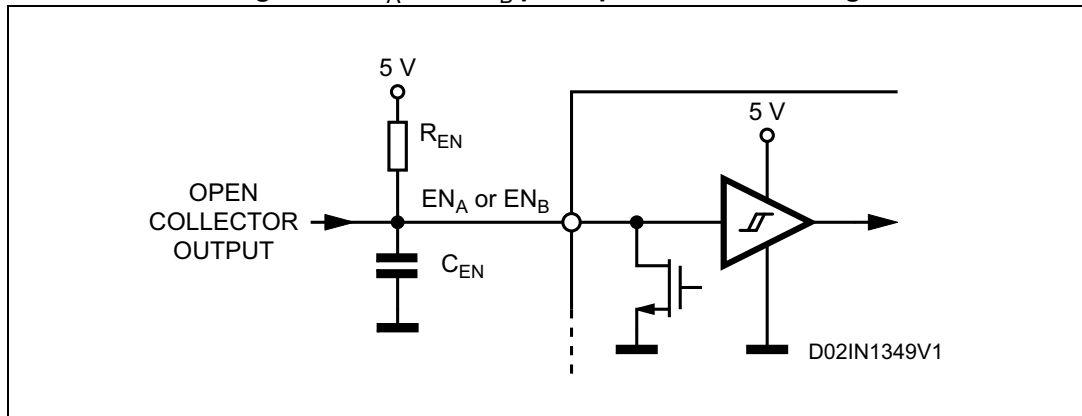 5 V
R_EN
OPEN
COLLECTOR
OUTPUT
EN_A or EN_B
C_EN
5 V
D02IN1349V1